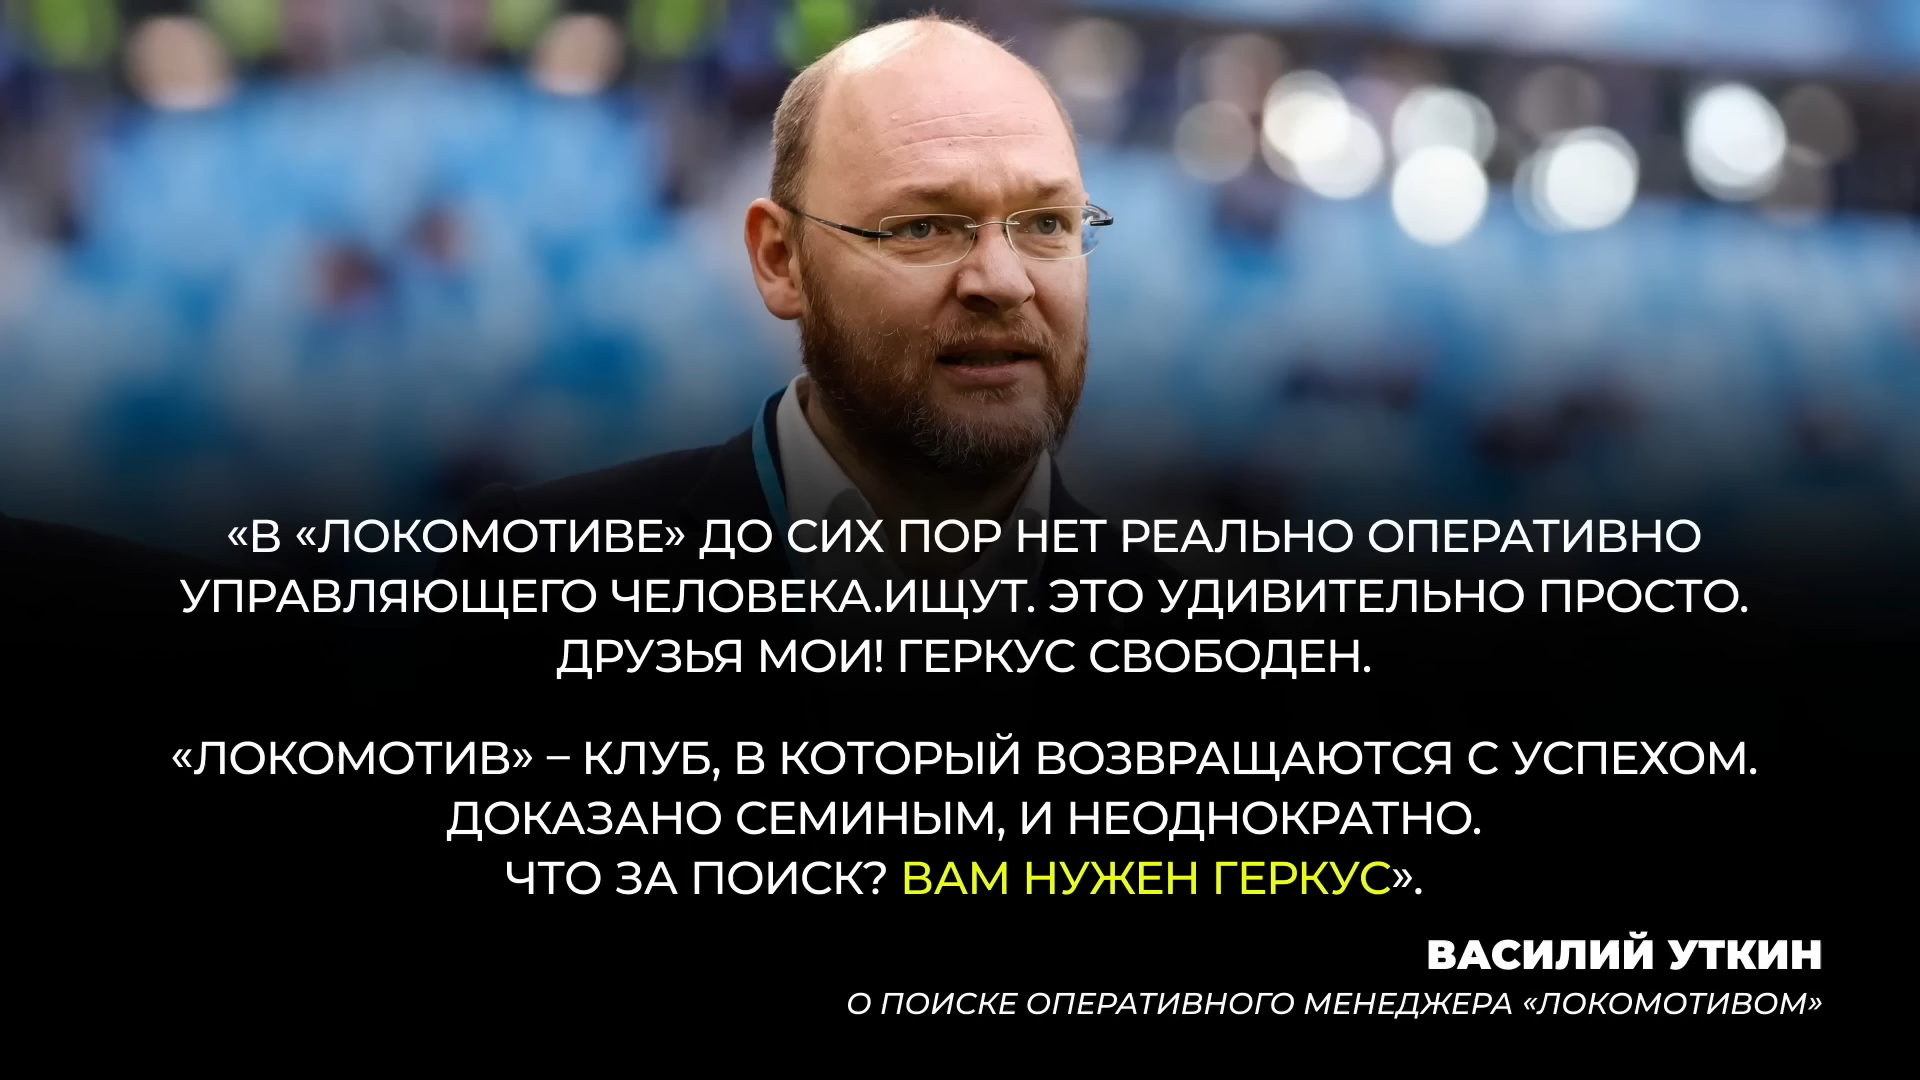 «В «ЛОКОМОТИВЕ» ДО СИХ ПОР НЕТ РЕАЛЬНО ОПЕРАТИВНО
УПРАВЛЯЮЩЕГО ЧЕЛОВЕКА.ИЩУТ. ЭТО УДИВИТЕЛЬНО ПРОСТО.
ДРУЗЬЯ МОИ! ГЕРКУС СВОБОДЕН.
«ЛОКОМОТИВ» – КЛУБ, В КОТОРЫЙ ВОЗВРАЩАЮТСЯ С УСПЕХОМ.
ДОКАЗАНО СЕМИНЫМ, И НЕОДНОКРАТНО.
ЧТО ЗА ПОИСК? ВАМ НУЖЕН ГЕРКУС».
ВАСИЛИЙ УТКИН
О ПОИСКЕ ОПЕРАТИВНОГО МЕНЕДЖЕРА «ЛОКОМОТИВОМ»